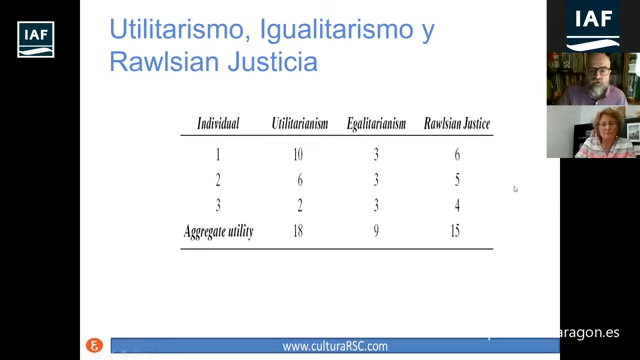 IAF
IAF
Utilitarismo, Igualitarismo y
Rawlsian Justicia
Individual Utilitarianism Egalitarianism Rawlsian Justice
1 10 3 6
2 6 3 5
3 2 3 4
Aggregate utility 18 9 15
www.culturaRSC.com
aragon.es